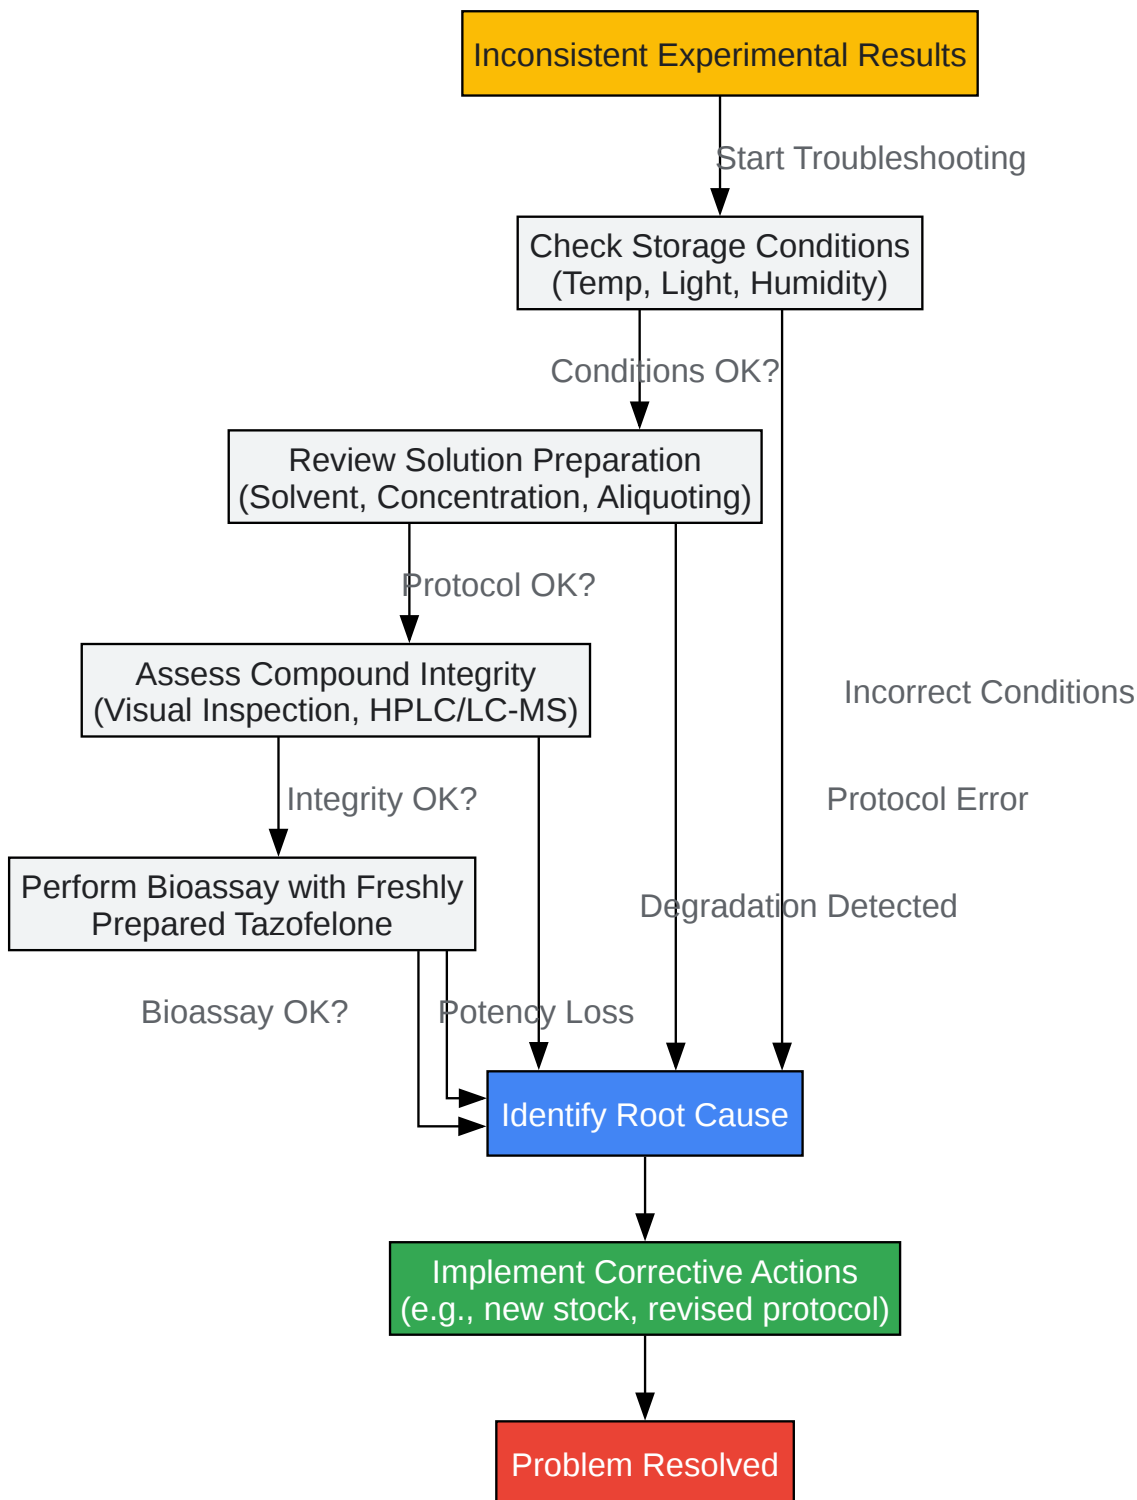 Inconsistent Experimental Results
Start Troubleshooting
Check Storage Conditions
(Temp, Light, Humidity)
Conditions OK?
Review Solution Preparation
(Solvent, Concentration, Aliquoting)
Protocol OK?
Assess Compound Integrity
(Visual Inspection, HPLC/LC-MS)
Incorrect Conditions
Integrity OK?
Protocol Error
Perform Bioassay with Freshly
Prepared Tazofelone
Degradation Detected
Bioassay OK?
Potency Loss
Identify Root Cause
Implement Corrective Actions
(e.g., new stock, revised protocol)
Problem Resolved